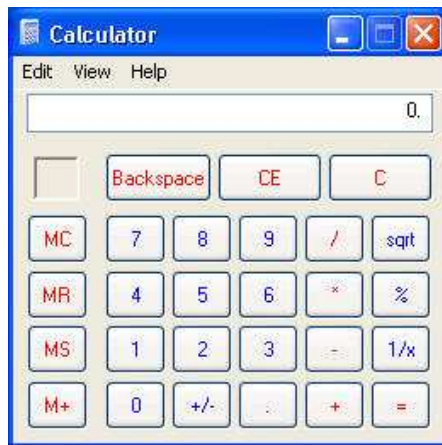 Calculator
Edit View Help
0.
Backspace CE C
MC 7 8 9 / sqrt
MR 4 5 6 * %
MS 1 2 3 - 1/x
M+ 0 +/- . + =